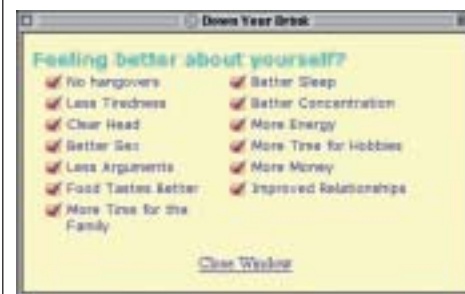 Down Your Drink
Feeling better about yourself?
No hangovers
Less Tiredness
Clear Head
Better Sex
Less Arguments
Food Tastes Better
More Time for the
Family
Better Sleep
Better Concentration
More Energy
More Time for Hobbies
More Money
Improved Relationships
Close Window